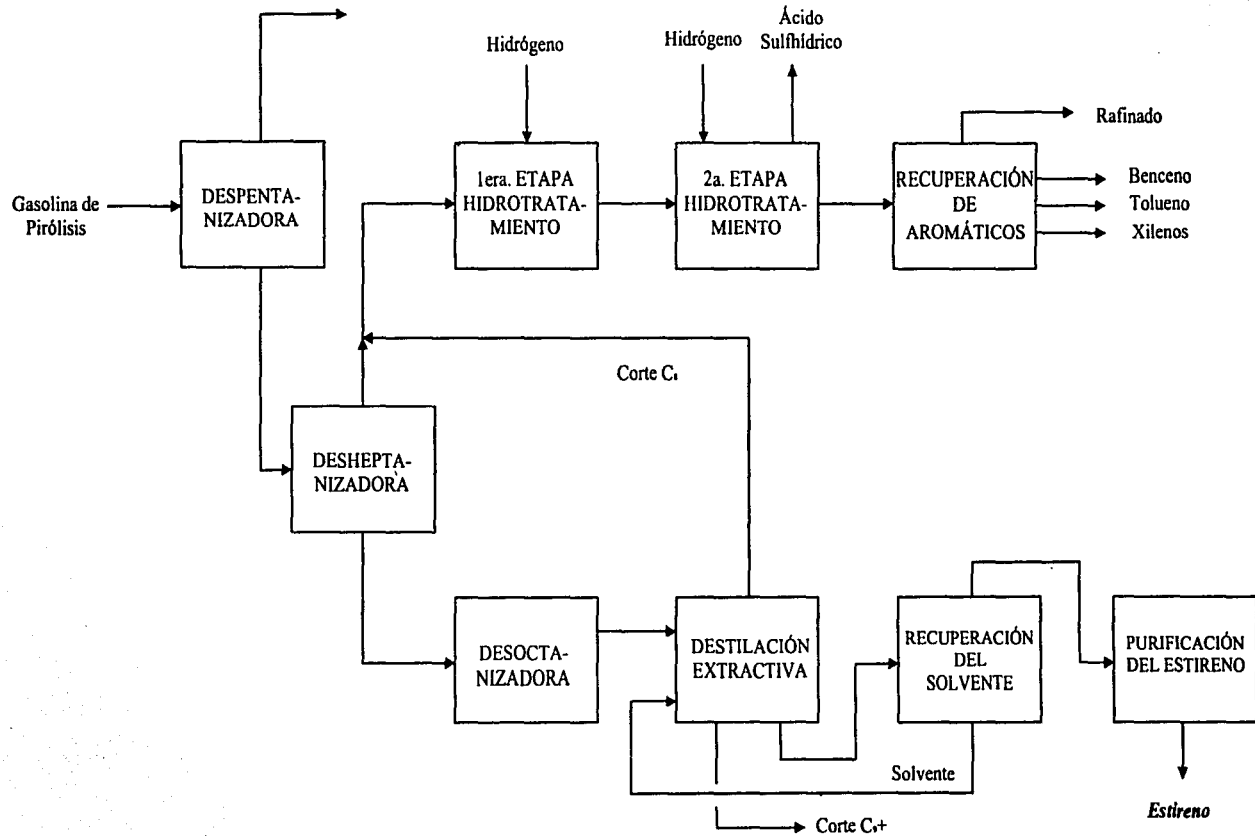 Ácido
Sulfhídrico
Hidrógeno
Hidrógeno
Rafinado
DESPENTA-
NIZADORA
1era. ETAPA
HIDROTRATA-
MIENTO
2a. ETAPA
HIDROTRATA-
MIENTO
RECUPERACIÓN
DE
AROMÁTICOS
Benceno
Tolueno
Xilenos
Gasolina de
Pirólisis
Corte C₈
DESHEPTA-
NIZADORA
DESOCTA-
NIZADORA
DESTILACIÓN
EXTRACTIVA
RECUPERACIÓN
DEL
SOLVENTE
PURIFICACIÓN
DEL ESTIRENO
Solvente
Estireno
Corte C₉+